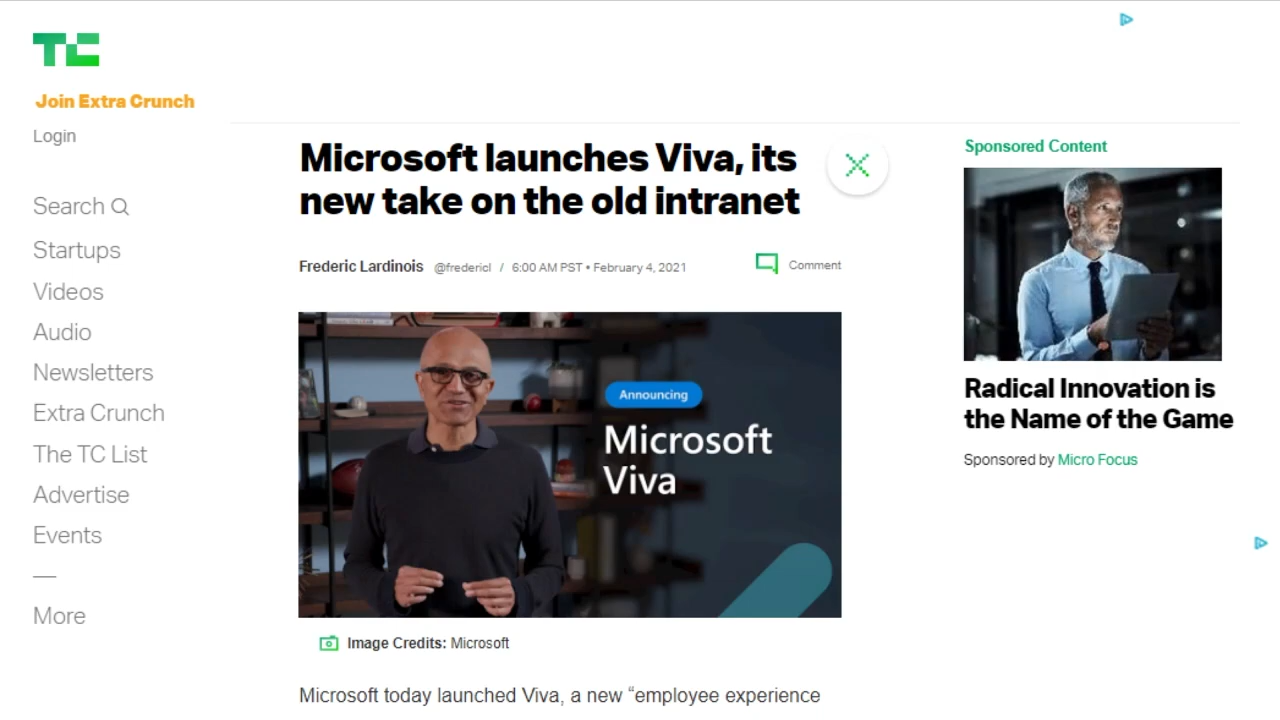 TC
Join Extra Crunch
Login
Search
Startups
Videos
Audio
Newsletters
Extra Crunch
The TC List
Advertise
Events
—
More
Microsoft launches Viva, its
new take on the old intranet
Frederic Lardinois @fredericl / 6:00 AM PST • February 4, 2021
Comment
Announcing
Microsoft
Viva
Image Credits: Microsoft
Microsoft today launched Viva, a new “employee experience
Sponsored Content
Radical Innovation is
the Name of the Game
Sponsored by Micro Focus